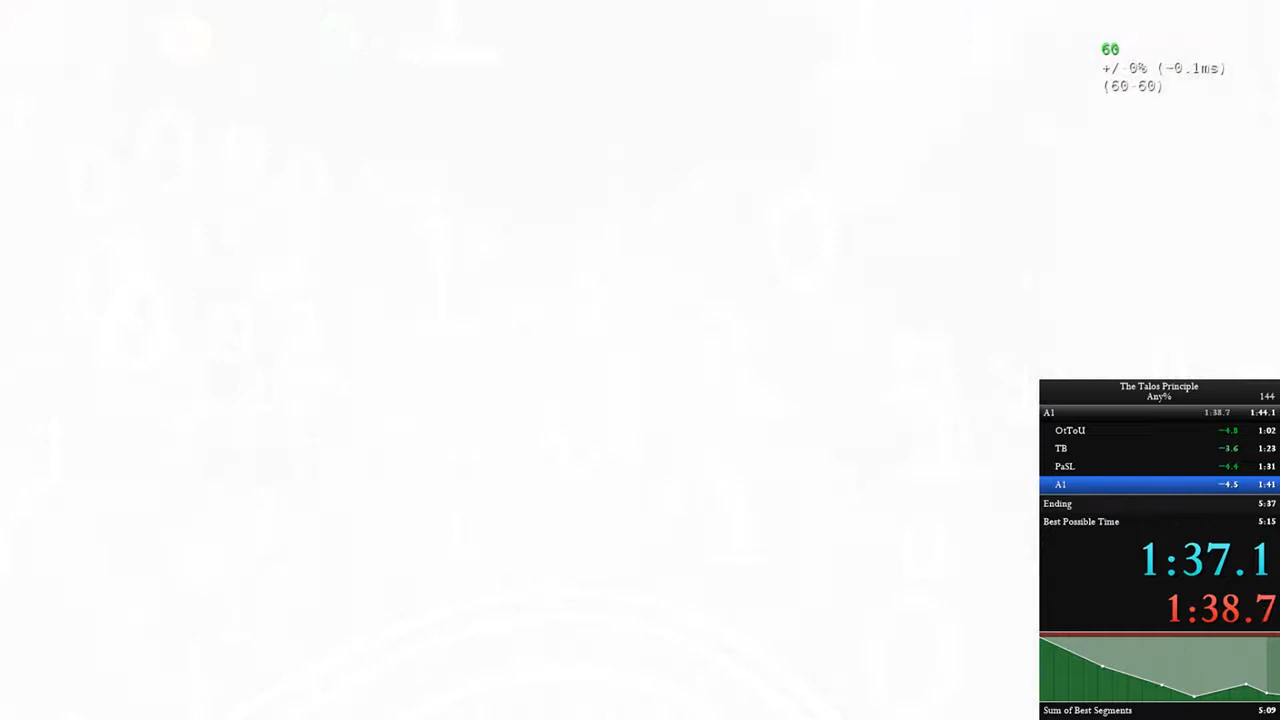 60
+/-0% (~0.1ms)
(60-60)
The Talos Principle
Any% 144
A1 1:38.7 1:44.1
OtToU −4.8 1:02
TB −3.6 1:23
PaSL −4.4 1:31
A1 −4.5 1:41
Ending 5:37
Best Possible Time 5:15
1:37.1
1:38.7
Sum of Best Segments 5:09